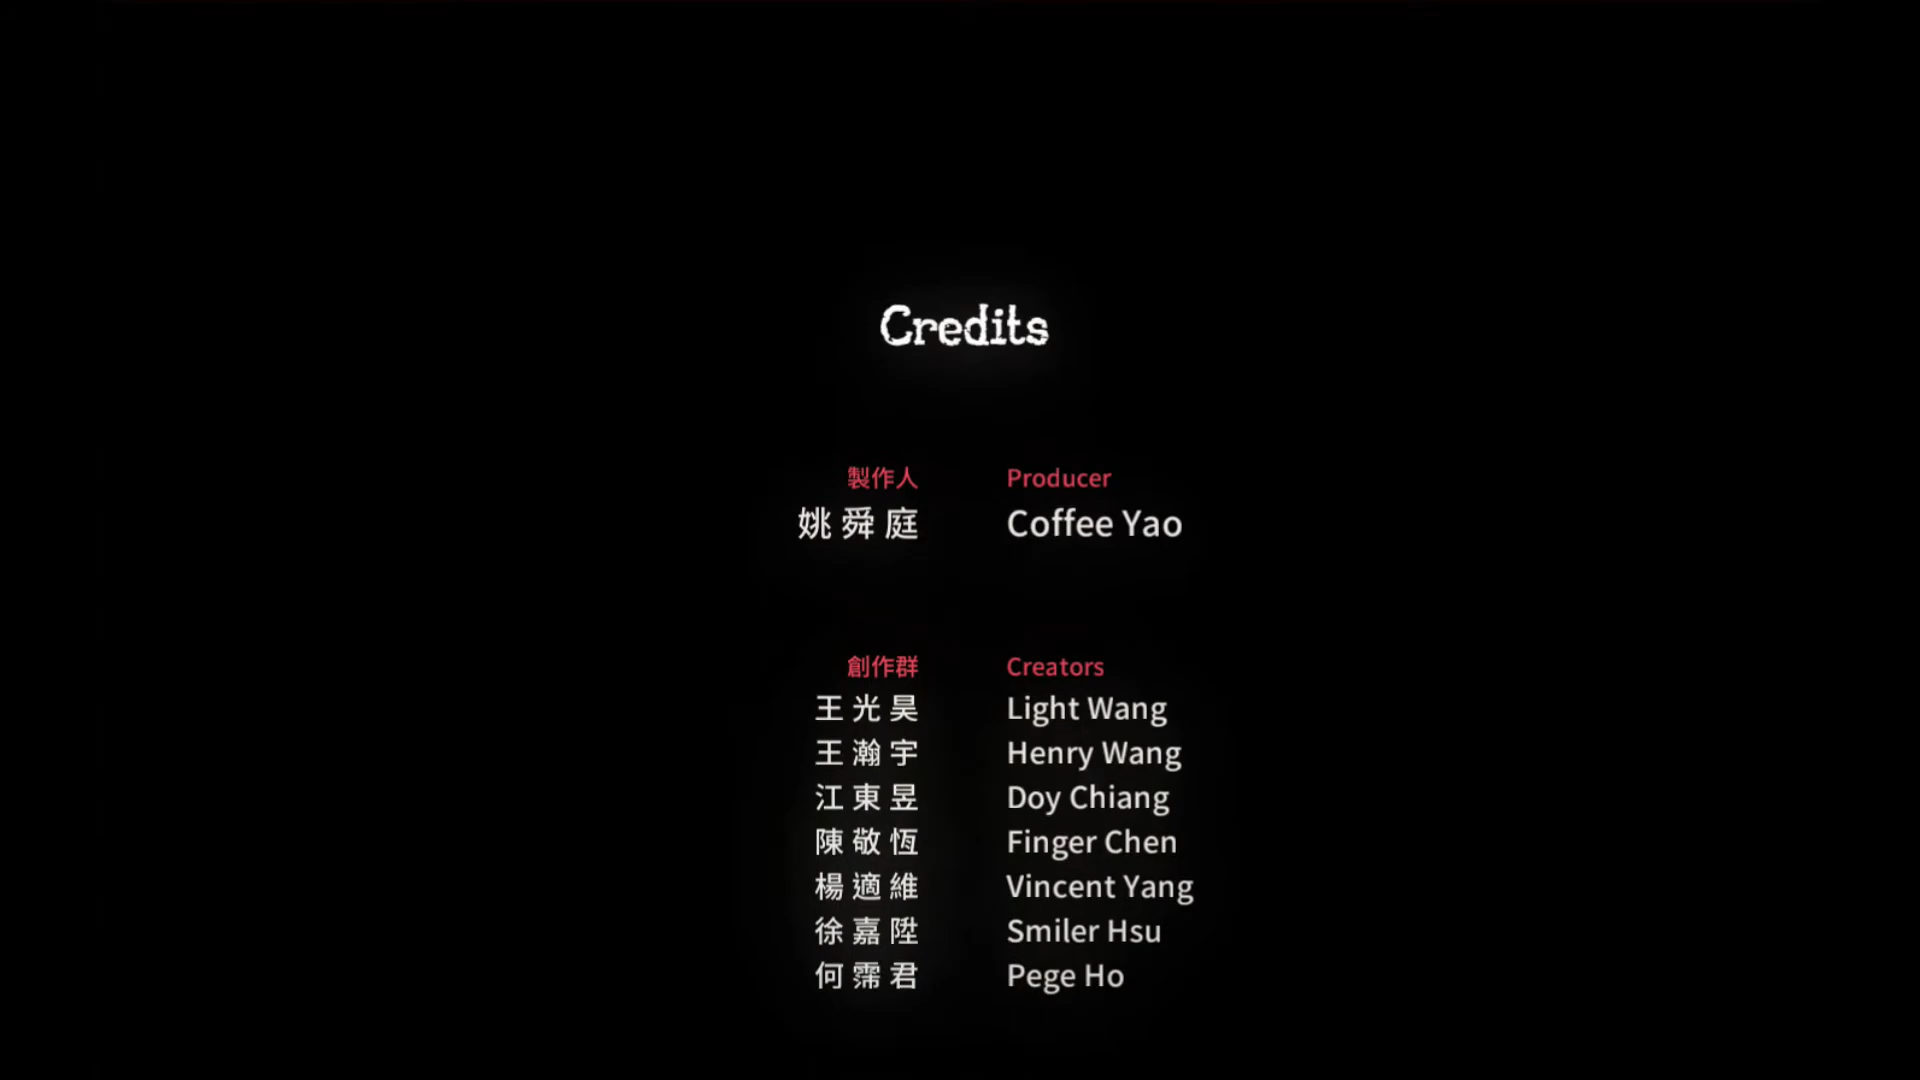 Credits
製作人 Producer
姚舜庭 Coffee Yao
創作群 Creators
王光昊 Light Wang
王瀚宇 Henry Wang
江東昱 Doy Chiang
陳敬恆 Finger Chen
楊適維 Vincent Yang
徐嘉陞 Smiler Hsu
何霈君 Pege Ho